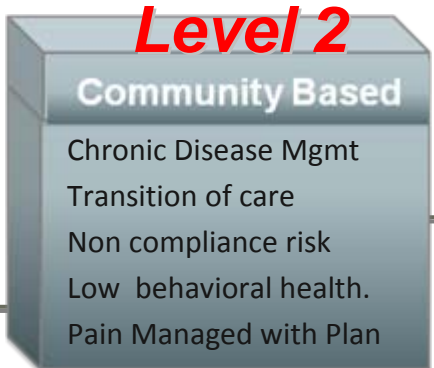 Level 2
Community Based
Chronic Disease Mgmt
Transition of care
Non compliance risk
Low  behavioral health.
Pain Managed with Plan